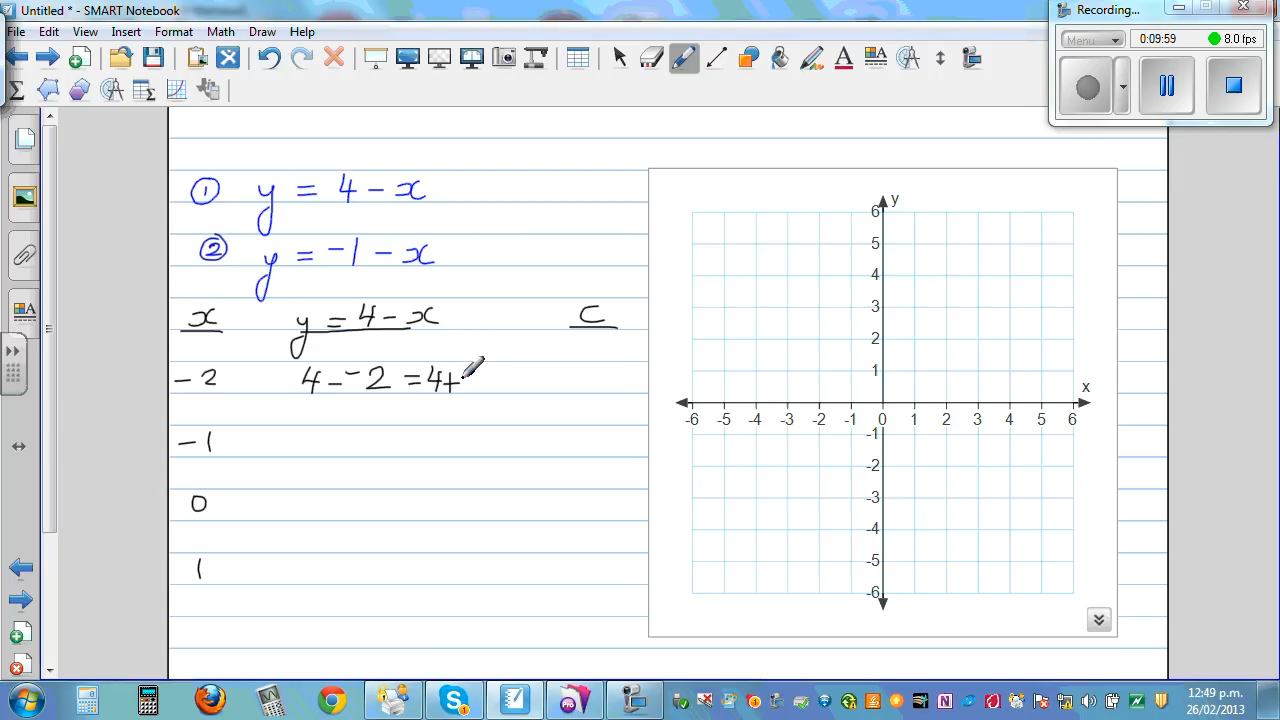 Untitled * - SMART Notebook
Recording...
File Edit View Insert Format Math Draw Help
Menu 0:09:59 8.0 fps
① y = 4 - x
② y = -1 - x
x y = 4 - x C
-2 4 - -2 = 4+
-1
0
1
y
6
5
4
3
2
1
x
-6 -5 -4 -3 -2 -1 0 1 2 3 4 5 6
-1
-2
-3
-4
-5
-6
12:49 p.m.
26/02/2013